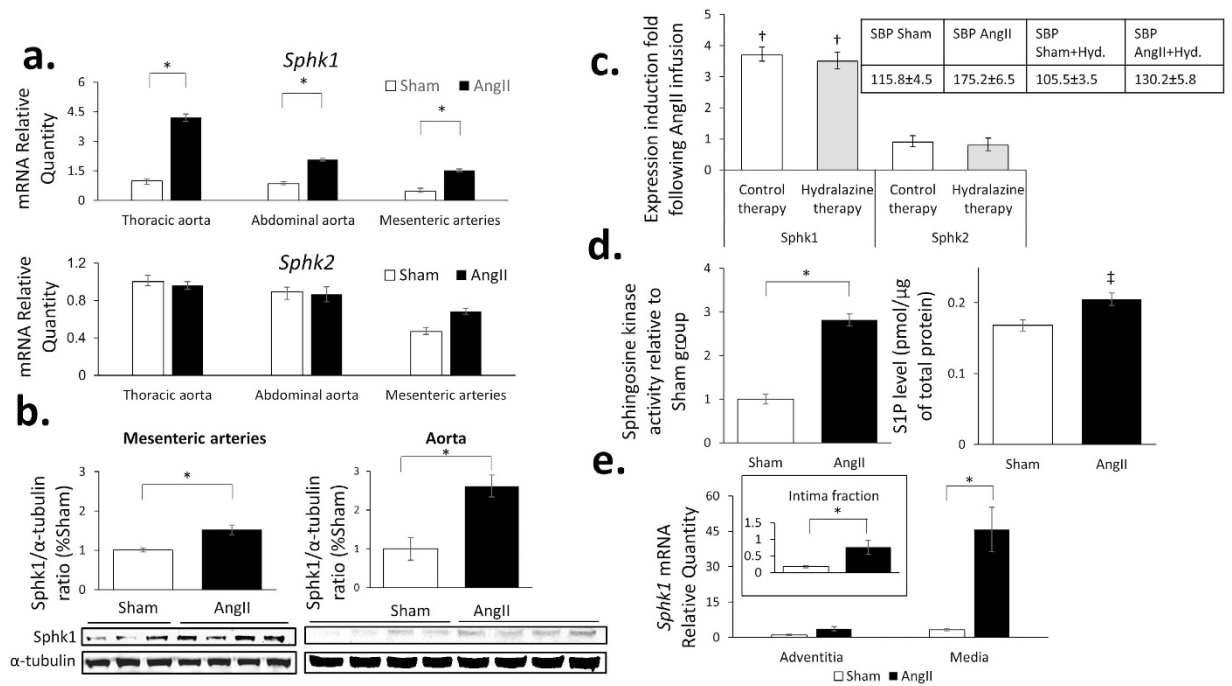 a.
Sphk1
Sham AngII
mRNA Relative
Quantity
6
4.5
3
1.5
0
*
*
*
Thoracic aorta Abdominal aorta Mesenteric arteries
Sphk2
Sham AngII
mRNA Relative
Quantity
1.2
0.8
0.4
0
Thoracic aorta Abdominal aorta Mesenteric arteries
b.
Mesenteric arteries
Sphk1/α-tubulin
ratio (%Sham)
3
2
1
0
*
Sham AngII
Aorta
Sphk1/α-tubulin
ratio (%Sham)
3
2
1
0
*
Sham AngII
Sphk1
α-tubulin
c.
Expression induction fold
following AngII infusion
5
4
3
2
1
0
†
†
Control
therapy
Hydralazine
therapy
Control
therapy
Hydralazine
therapy
Sphk1 Sphk2
SBP Sham
SBP AngII
SBP
Sham+Hyd.
SBP
AngII+Hyd.
115.8±4.5 175.2±6.5 105.5±3.5 130.2±5.8
d.
Sphingosine kinase
activity relative to
Sham group
4
3
2
1
0
*
Sham AngII
S1P level (pmol/µg
of total protein)
0.2
0.1
0
‡
Sham AngII
e.
Sphk1 mRNA
Relative Quantity
60
45
30
15
0
Intima fraction
1.5
1
0.5
0
*
*
Adventitia Media
Sham AngII